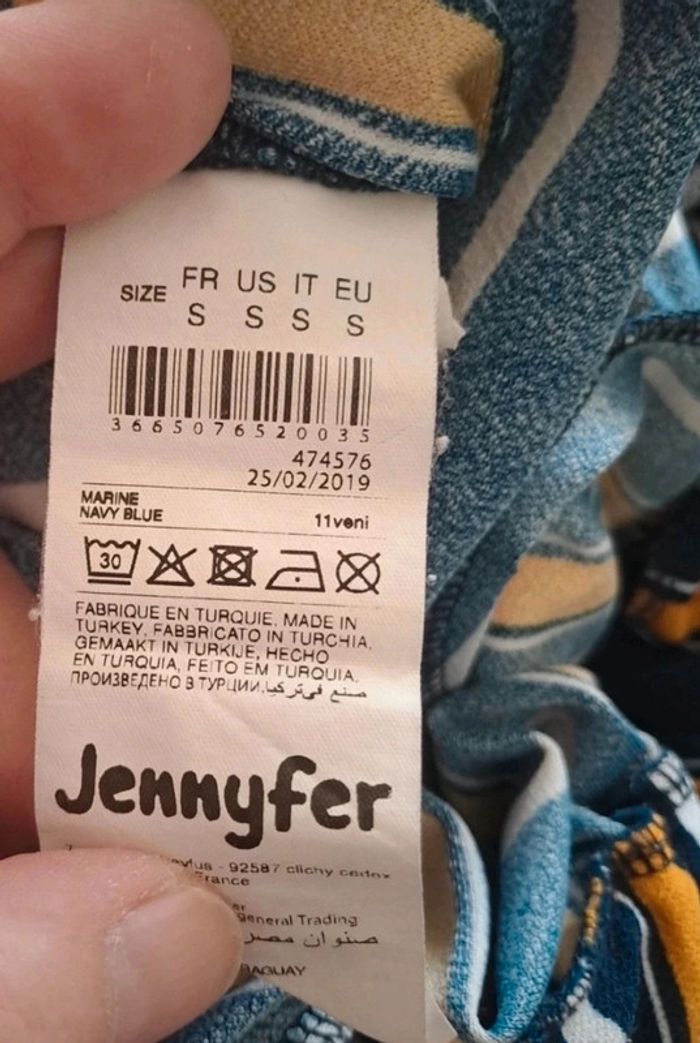 SIZE FR US IT EU
S S S S
3665076520035
474576
25/02/2019
MARINE
NAVY BLUE 11veni
30
FABRIQUE EN TURQUIE, MADE IN
TURKEY, FABBRICATO IN TURCHIA,
GEMAAKT IN TURKIJE, HECHO
EN TURQUIA, FEITO EM TURQUIA.
ПРОИЗВЕДЕНО В ТУРЦИИ. صنع في تركيا
Jennyfer
- 92587 clichy cedex
France
General Trading
صنوان مصر